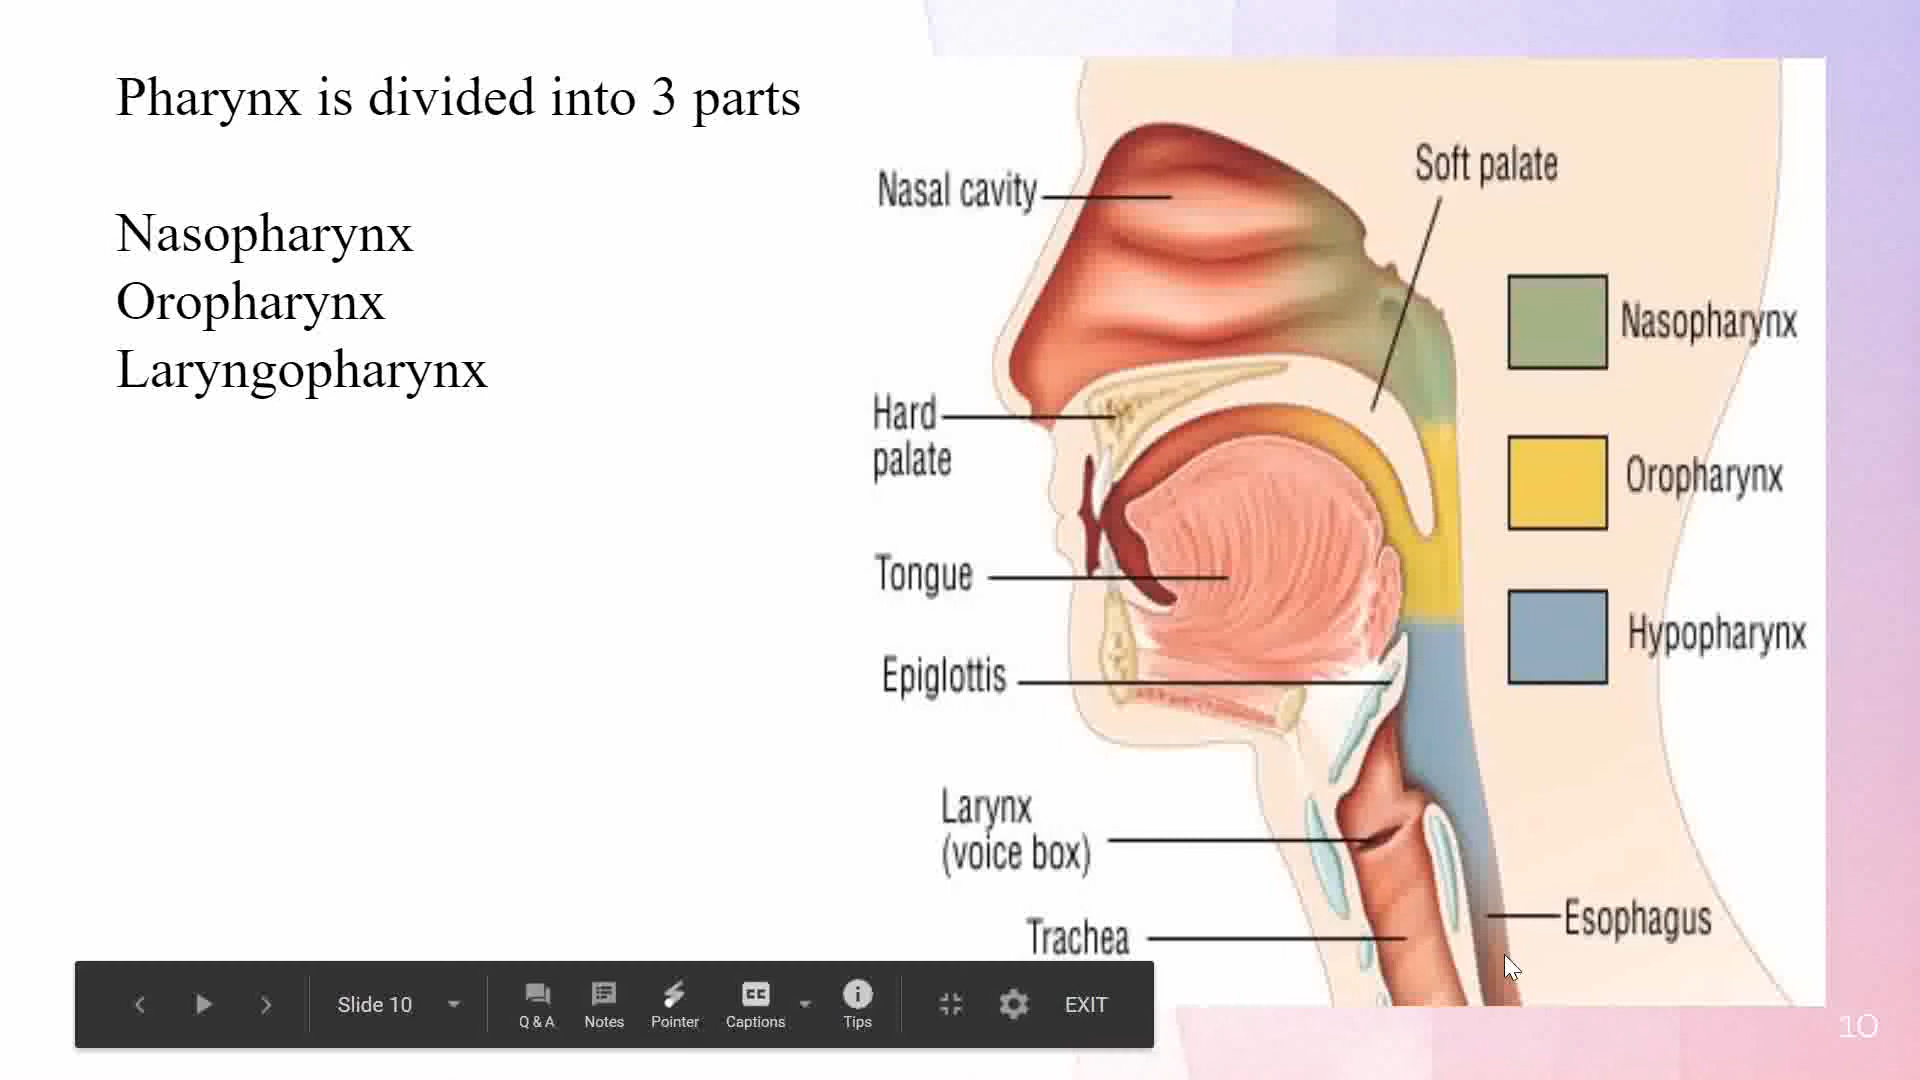 Pharynx is divided into 3 parts
Nasopharynx
Oropharynx
Laryngopharynx
Nasal cavity
Soft palate
Nasopharynx
Hard
palate
Oropharynx
Tongue
Hypopharynx
Epiglottis
Larynx
(voice box)
Esophagus
Trachea
Slide 10
Q & A
Notes
Pointer
CC
Captions
Tips
EXIT
10